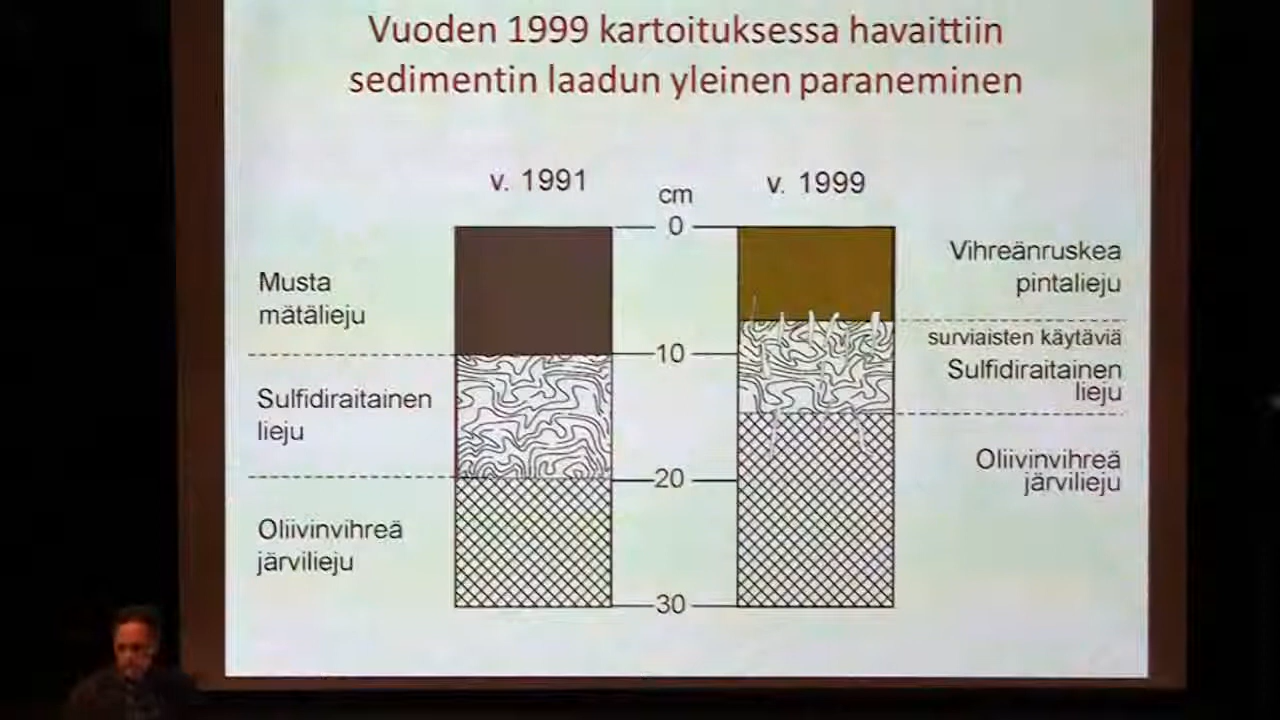 Vuoden 1999 kartoituksessa havaittiin
sedimentin laadun yleinen paraneminen
v. 1991
cm
v. 1999
0
Musta
mätälieju
10
Sulfidiraitainen
lieju
20
Oliivinvihreä
järvilieju
30
Vihreänruskea
pintalieju
surviaisten käytäviä
Sulfidiraitainen
lieju
Oliivinvihreä
järvilieju